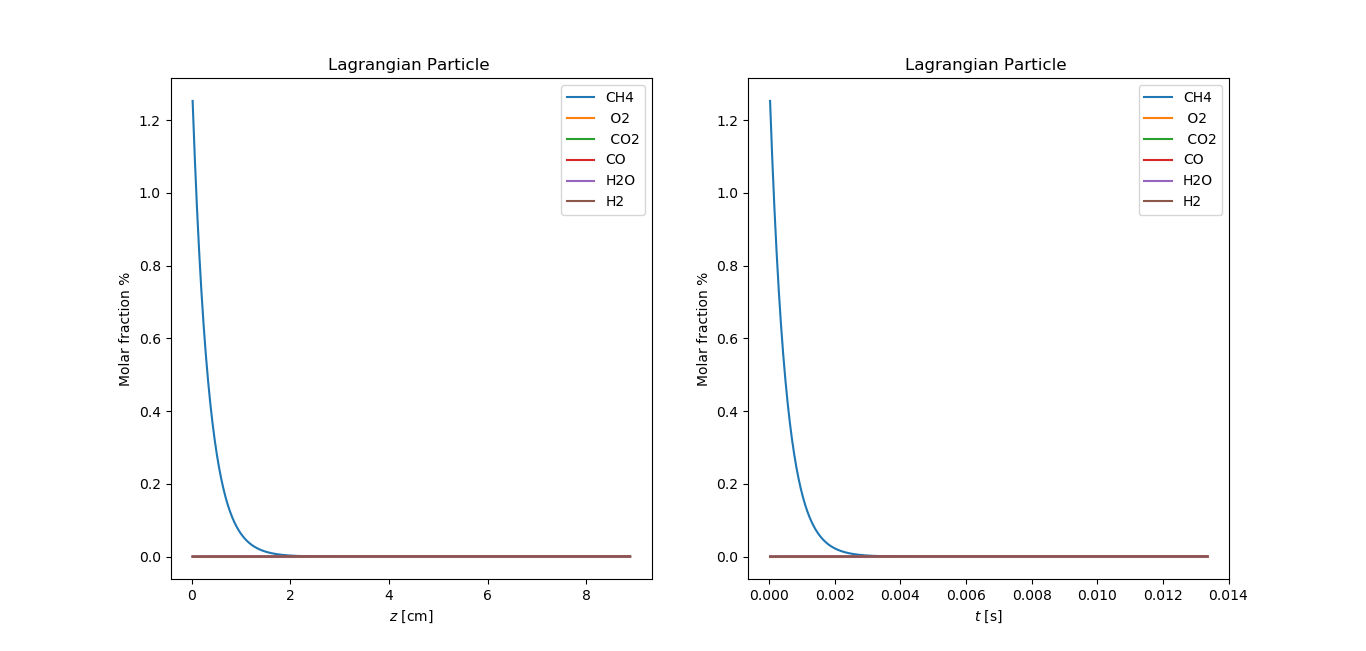 Lagrangian Particle
CH4
O2
CO2
CO
H2O
H2
1.2
1.0
0.8
0.6
0.4
0.2
0.0
Molar fraction %
0 2 4 6 8
z [cm]
Lagrangian Particle
CH4
O2
CO2
CO
H2O
H2
1.2
1.0
0.8
0.6
0.4
0.2
0.0
Molar fraction %
0.000 0.002 0.004 0.006 0.008 0.010 0.012 0.014
t [s]